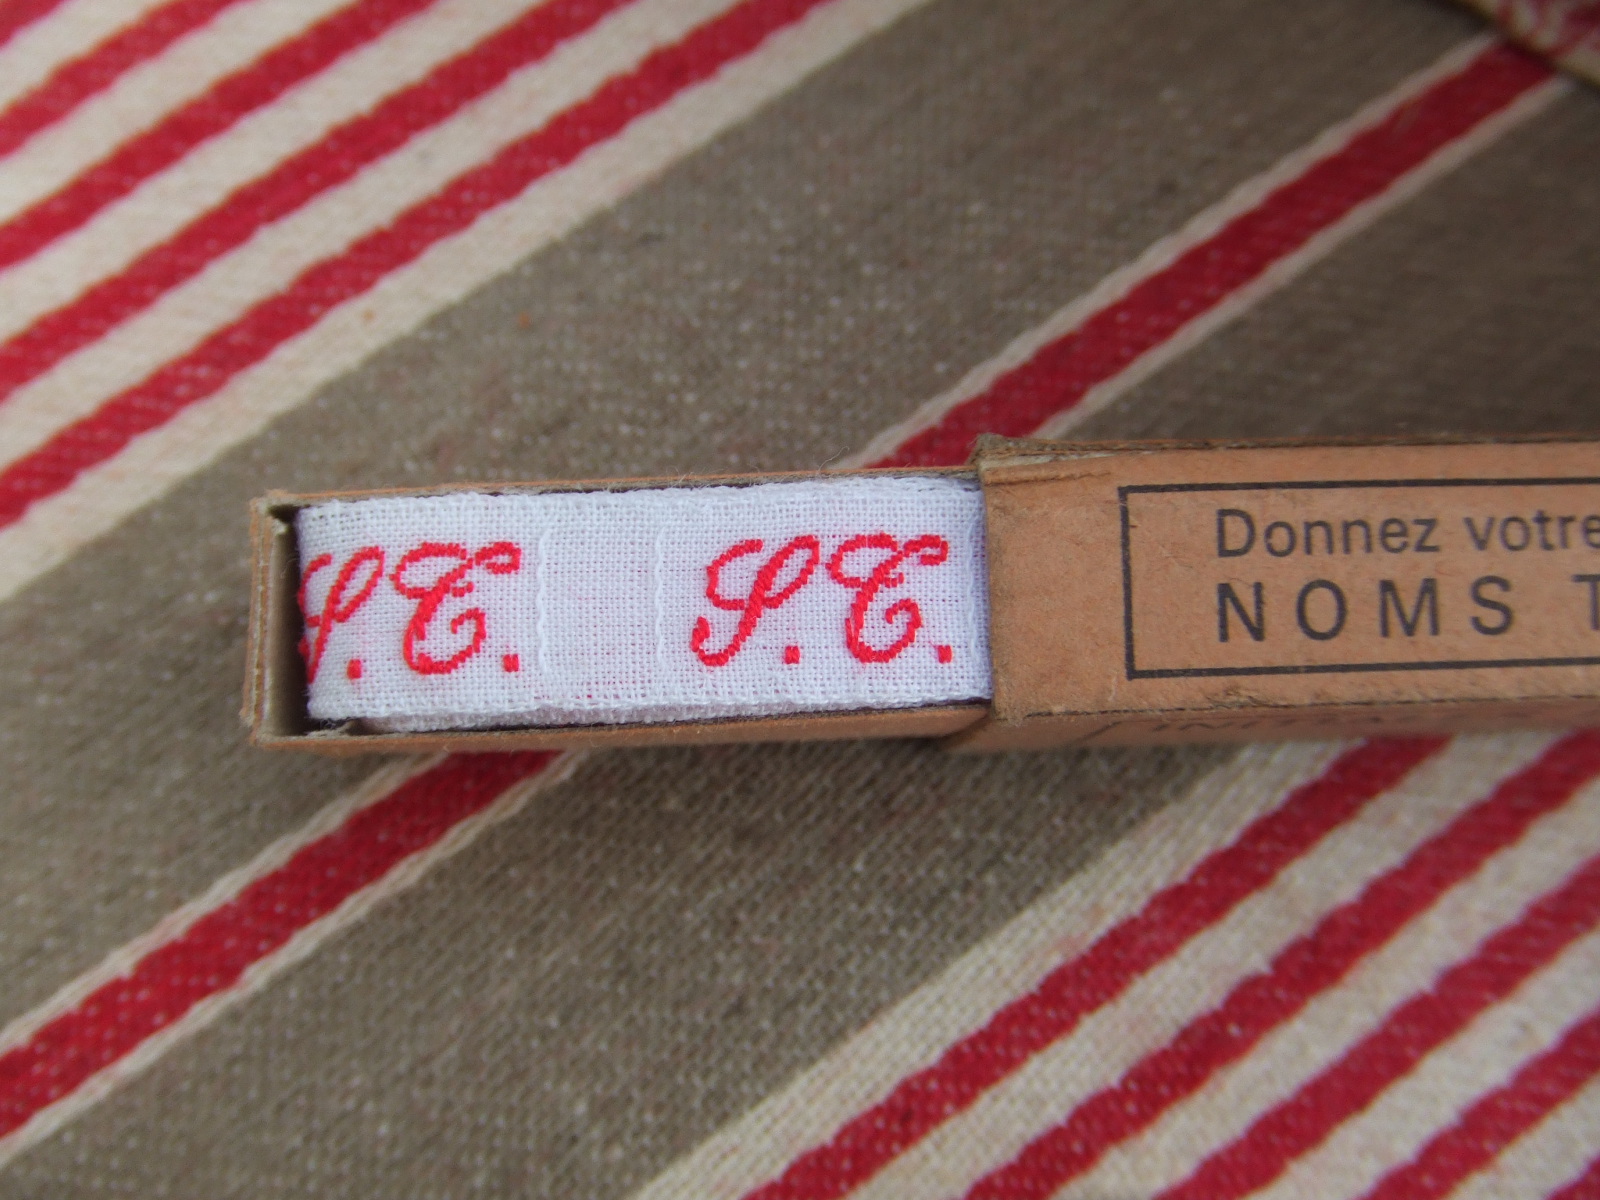 S.T. S.T.
Donnez votre
NOMS T